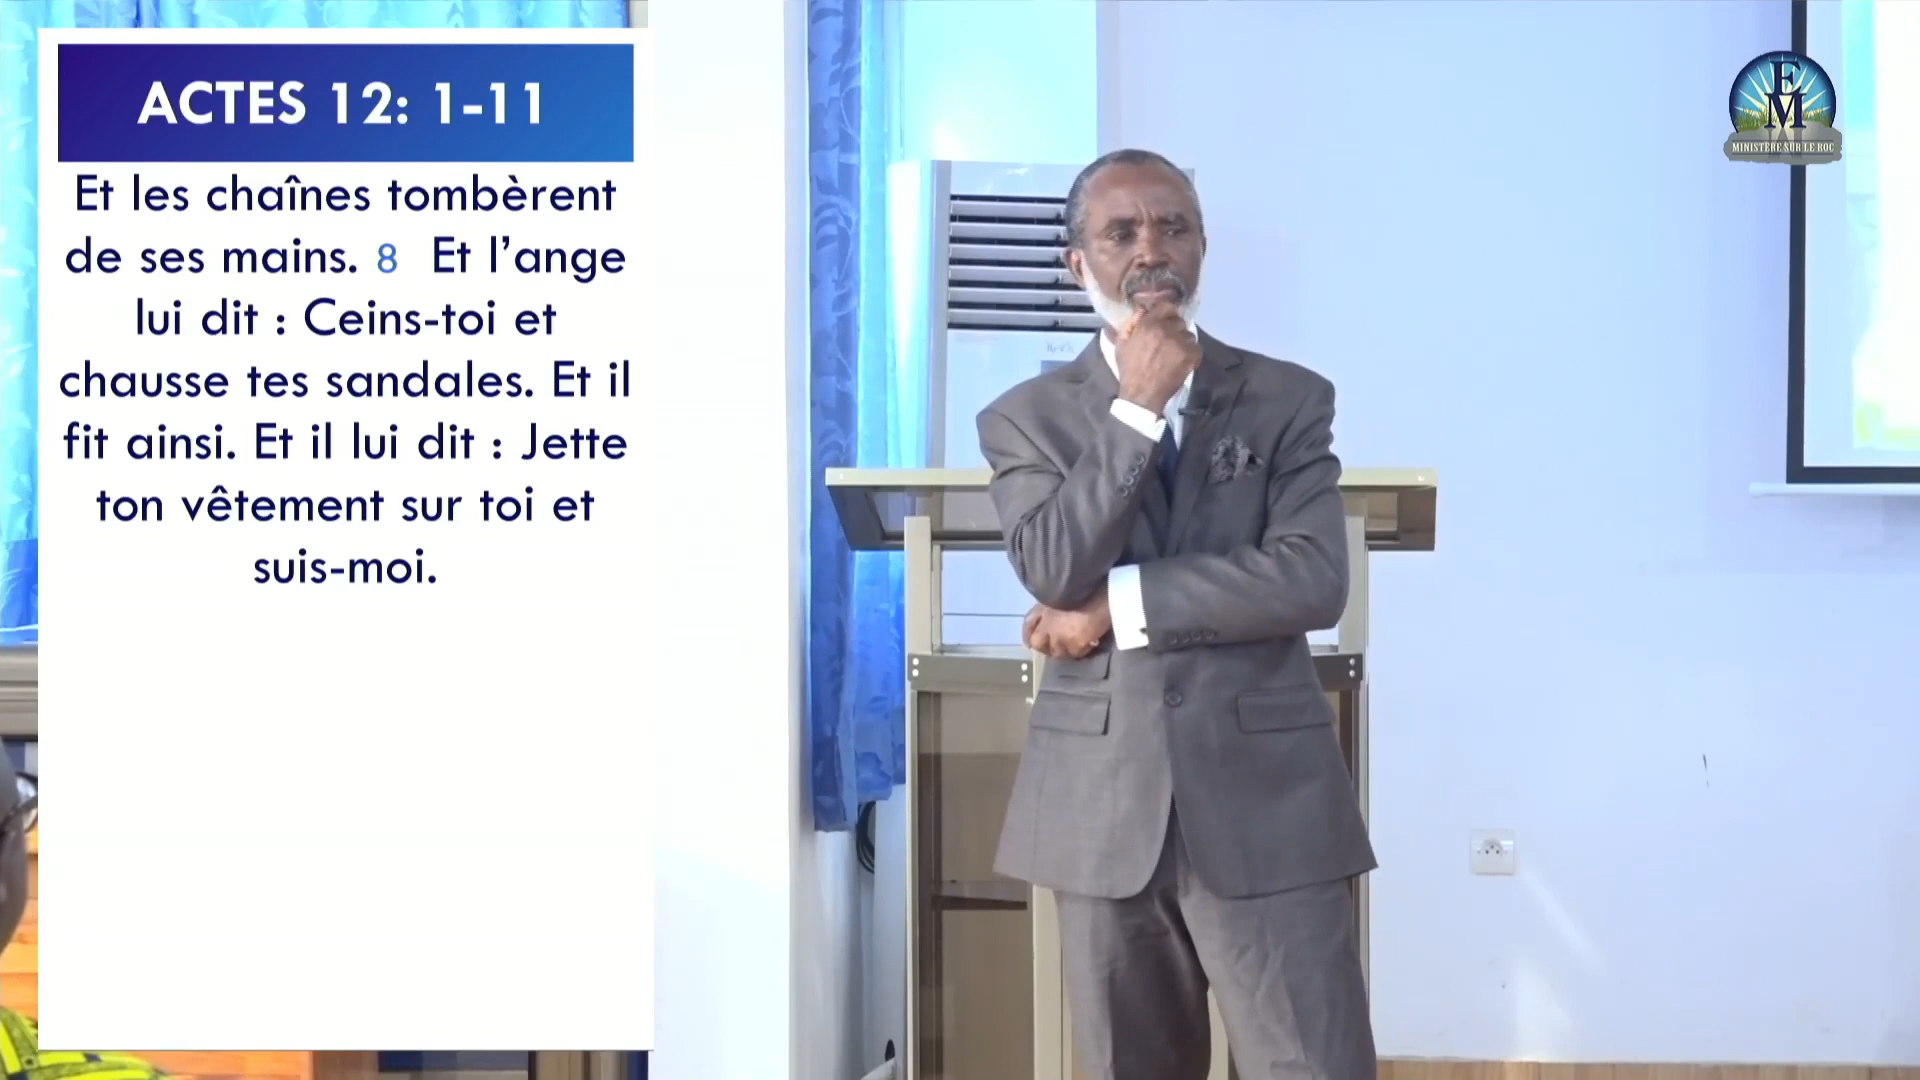 ACTES 12: 1-11
Et les chaînes tombèrent
de ses mains. 8 Et l’ange
lui dit : Ceins-toi et
chausse tes sandales. Et il
fit ainsi. Et il lui dit : Jette
ton vêtement sur toi et
suis-moi.
EM
MINISTÈRE SUR LE ROC